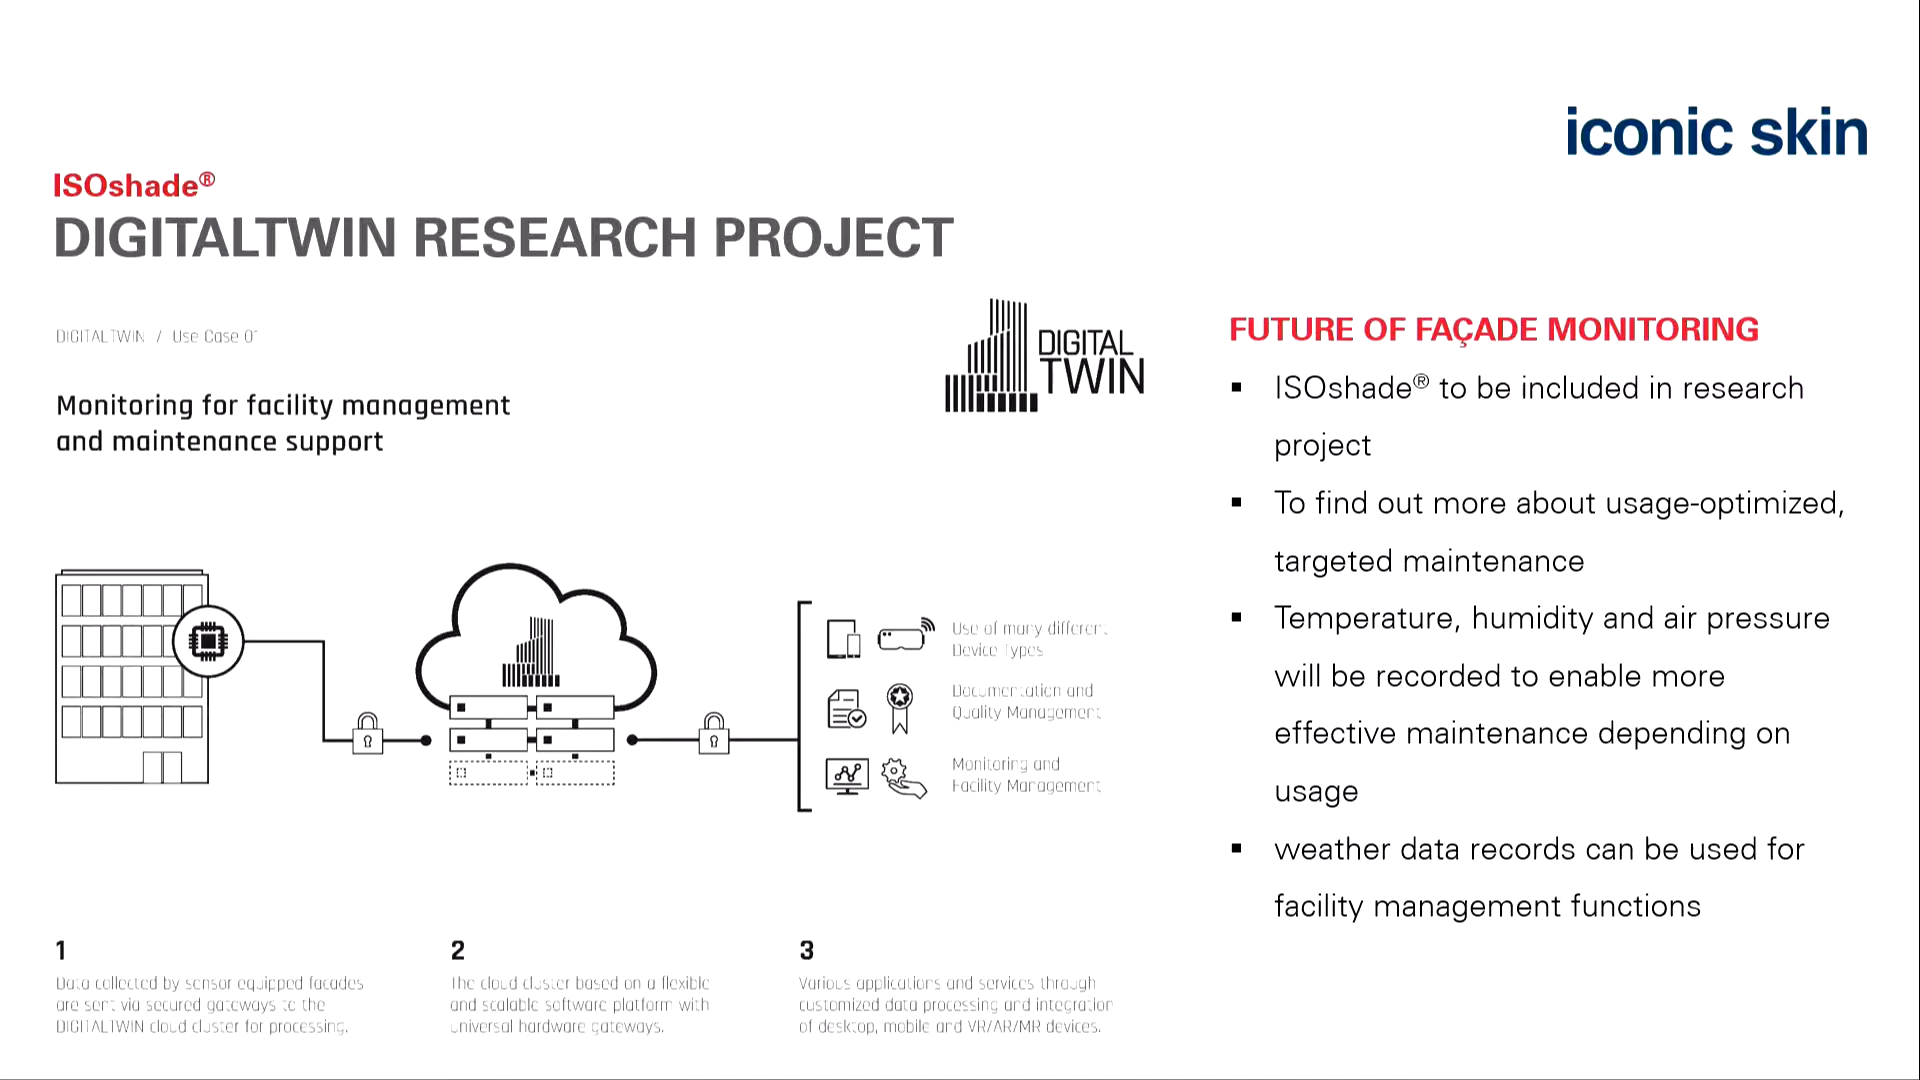 iconic skin
ISOshade®
DIGITALTWIN RESEARCH PROJECT
DIGITALTWIN / Use Case
DIGITAL
TWIN
Monitoring for facility management
and maintenance support
Use of many different
Device Types
Documentation and
Quality Management
Monitoring and
Facility Management
1
Data collected by sensor equipped facades
are sent via secured gateways to the
DIGITALTWIN cloud cluster for processing.
2
The cloud cluster based on a flexible
and scalable software platform with
universal hardware gateways.
3
Various applications and services through
customized data processing and integration
of desktop, mobile and VR/AR/MR devices.
FUTURE OF FAÇADE MONITORING
▪ ISOshade® to be included in research
project
▪ To find out more about usage-optimized,
targeted maintenance
▪ Temperature, humidity and air pressure
will be recorded to enable more
effective maintenance depending on
usage
▪ weather data records can be used for
facility management functions